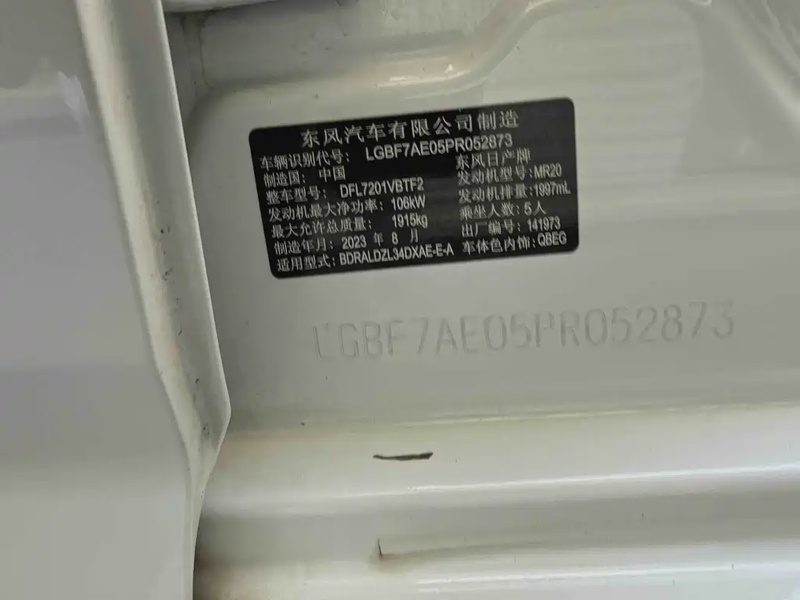 东风汽车有限公司制造
车辆识别代号: LGBF7AE05PR052873
制造国: 中国 东风日产牌
整车型号: DFL7201VBTF2 发动机型号: MR20
发动机最大净功率: 106kW 发动机排量: 1997mL
最大允许总质量: 1915kg 乘坐人数: 5人
制造年月: 2023 年 8 月 出厂编号: 141973
适用型式: BDRALDZL34DXAE-E-A 车体色内饰: QBEG
LGBF7AE05PR052873